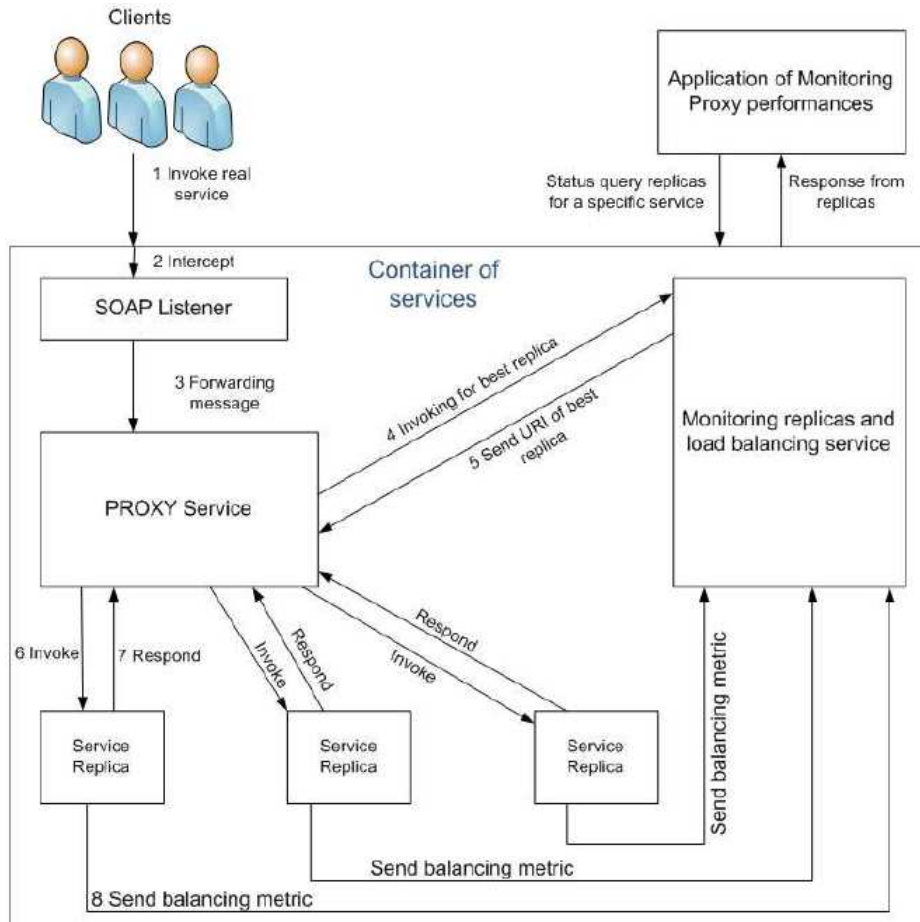 Clients
Application of Monitoring
Proxy performances
1 Invoke real
service
Status query replicas
for a specific service
Response from
replicas
2 Intercept
Container of
services
SOAP Listener
3 Forwarding
message
4 Invoking for best replica
5 Send URI of best
replica
Monitoring replicas and
load balancing service
PROXY Service
6 Invoke
7 Respond
Invoke
Respond
Respond
Invoke
Service
Replica
Service
Replica
Service
Replica
Send balancing metric
Send balancing metric
8 Send balancing metric